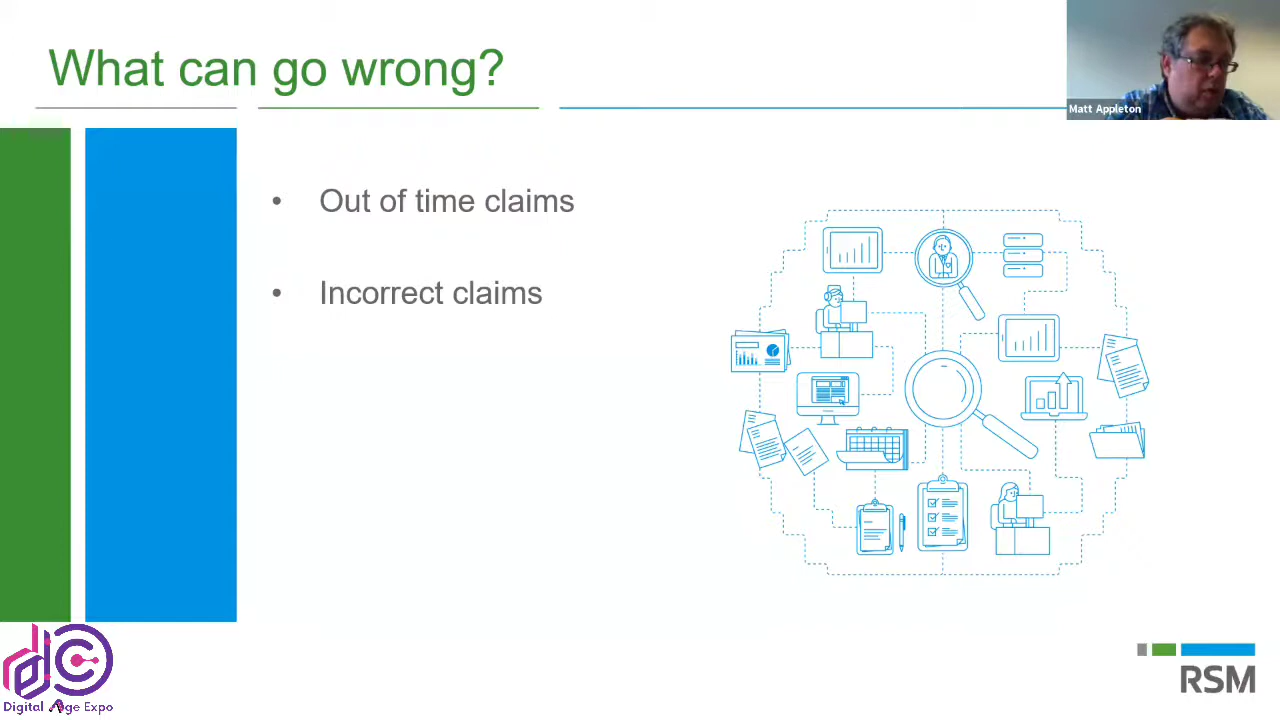 What can go wrong?
Matt Appleton
• Out of time claims
• Incorrect claims
Digital Age Expo
RSM